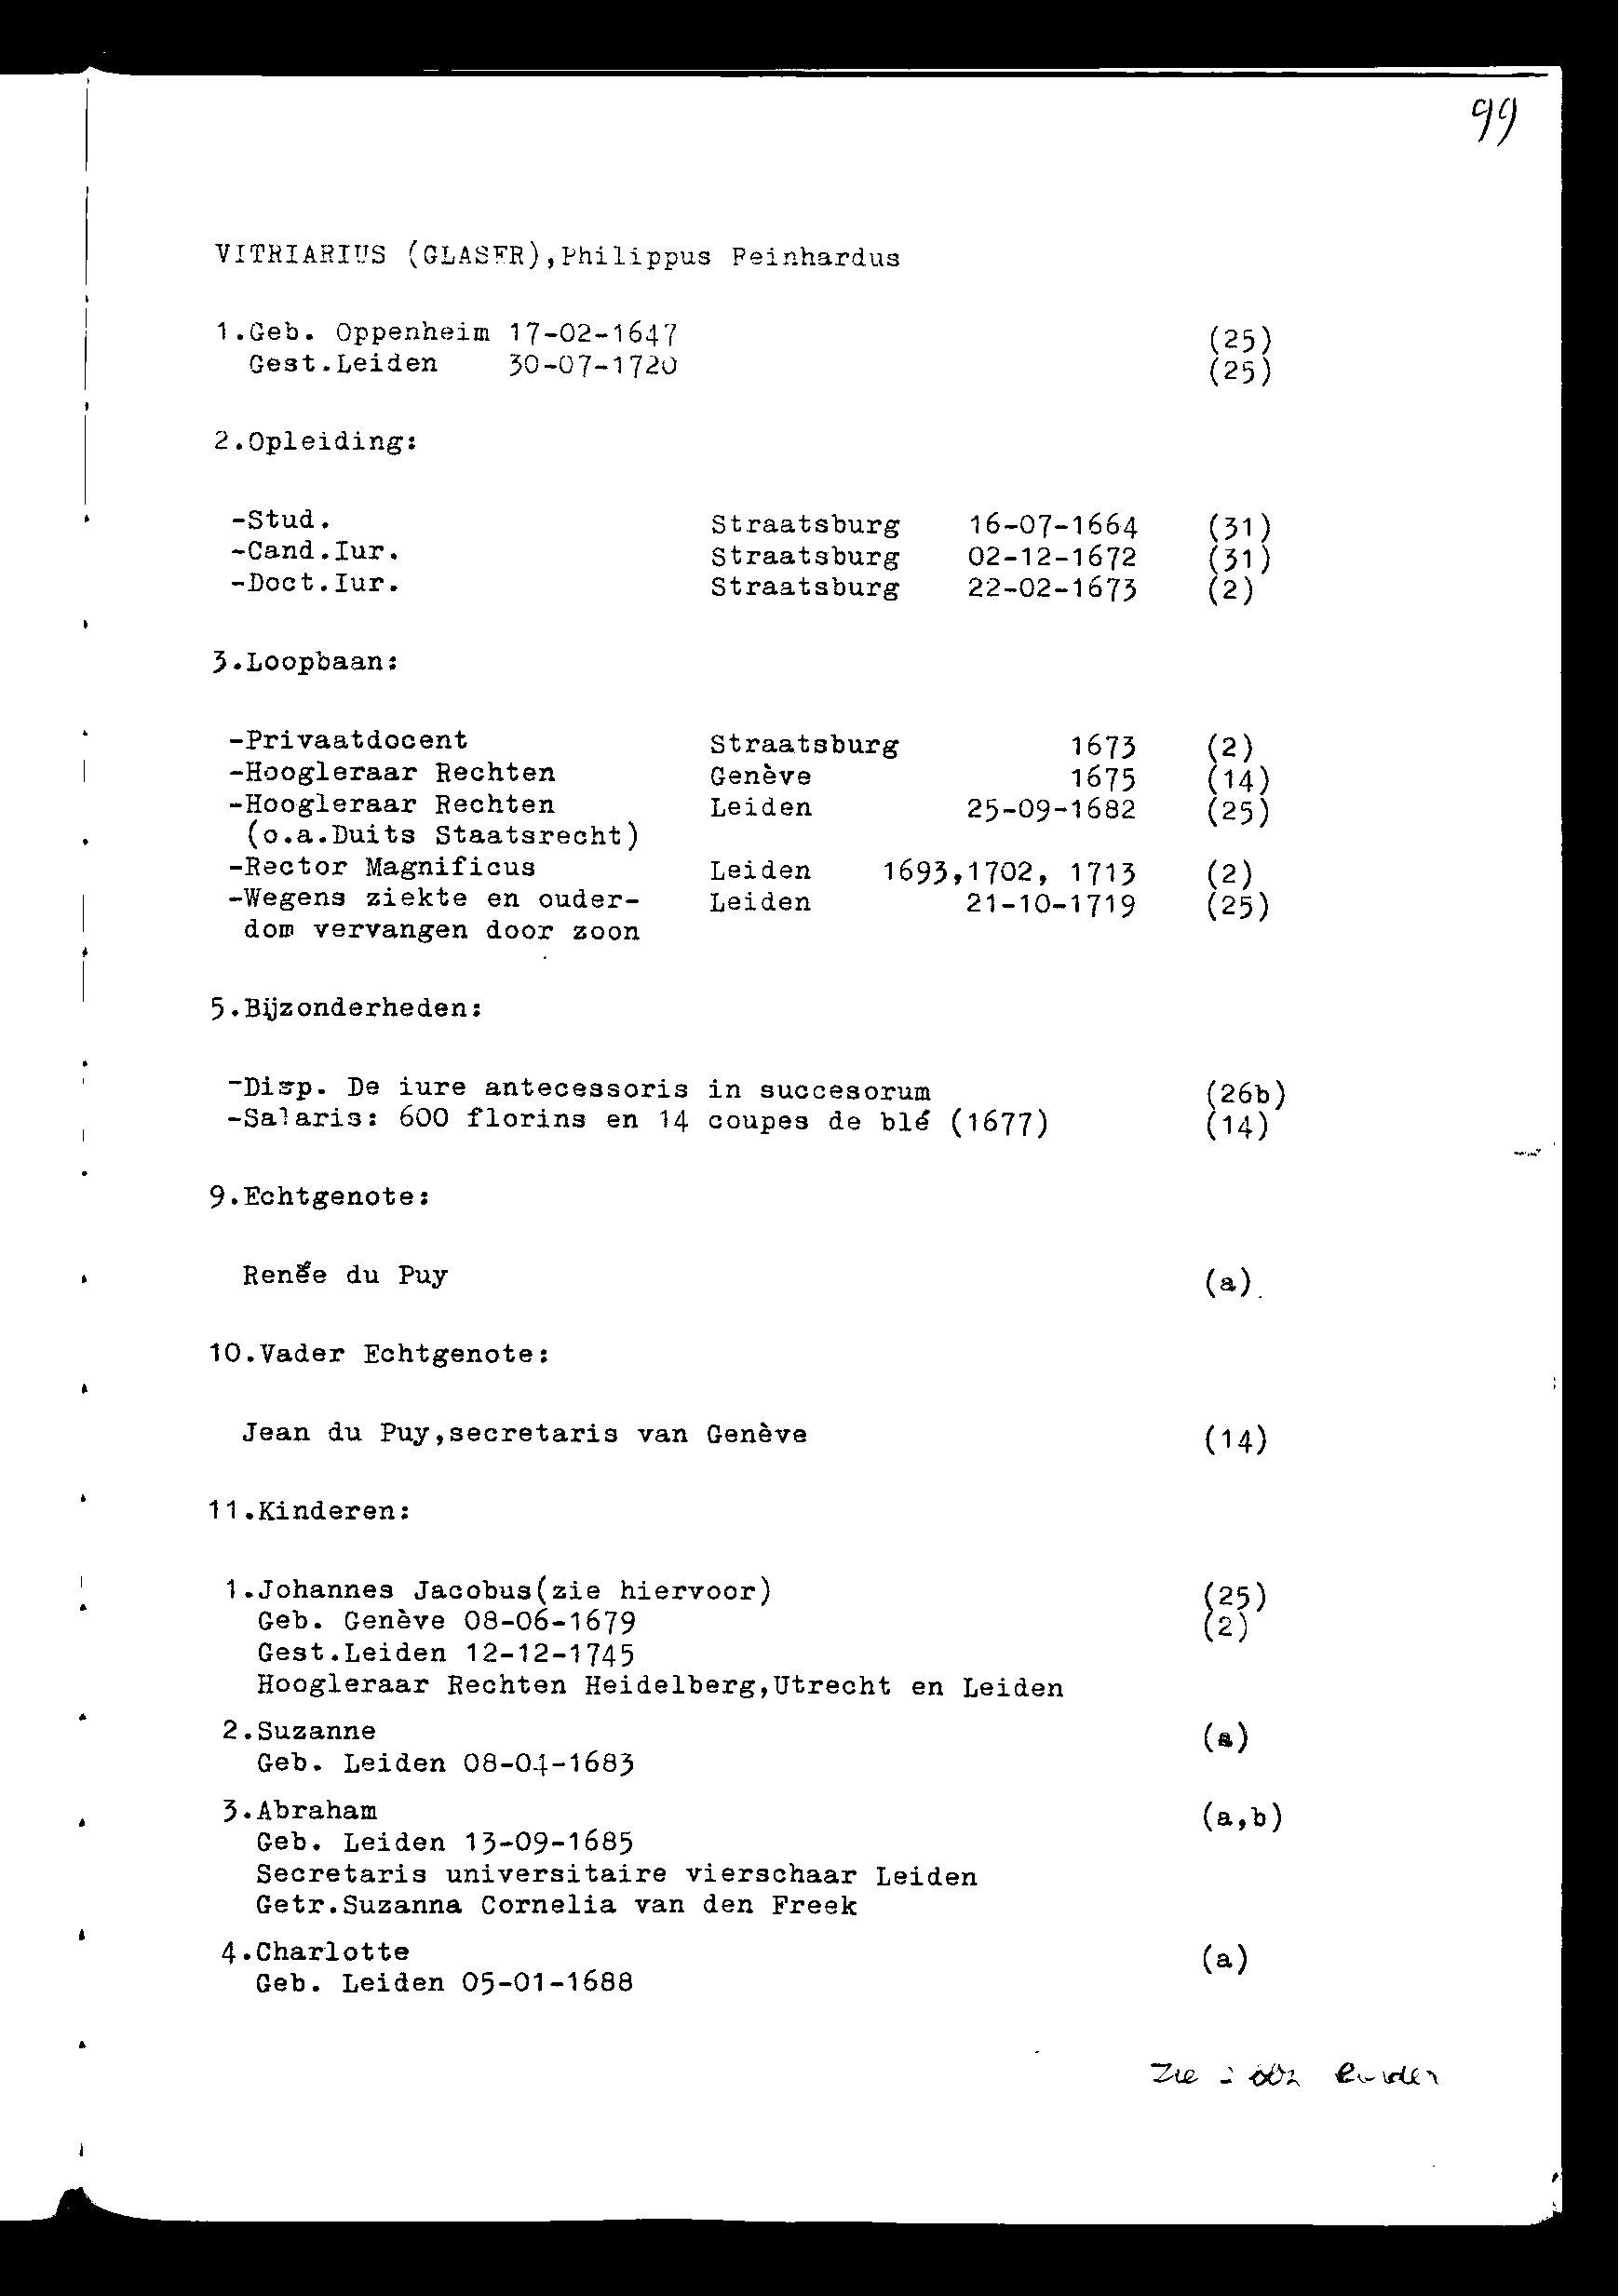 99
VITRIARIUS (GLASER),Philippus Reinhardus
1.Geb. Oppenheim 17-02-1647 (25)
Gest.Leiden 30-07-1720 (25)
2.Opleiding:
-Stud. Straatsburg 16-07-1664 (31)
-Cand.Iur. Straatsburg 02-12-1672 (31)
-Doct.Iur. Straatsburg 22-02-1673 (2)
3.Loopbaan:
-Privaatdocent Straatsburg 1673 (2)
-Hoogleraar Rechten Genève 1675 (14)
-Hoogleraar Rechten Leiden 25-09-1682 (25)
(o.a.Duits Staatsrecht)
-Rector Magnificus Leiden 1693,1702, 1713 (2)
-Wegens ziekte en ouder- Leiden 21-10-1719 (25)
dom vervangen door zoon
5.Bijzonderheden:
-Disp. De iure antecessoris in succesorum (26b)
-Salaris: 600 florins en 14 coupes de blé (1677) (14)
9.Echtgenote:
Renée du Puy (a)
10.Vader Echtgenote:
Jean du Puy,secretaris van Genève (14)
11.Kinderen:
1.Johannes Jacobus(zie hiervoor) (25)
Geb. Genève 08-06-1679 (2)
Gest.Leiden 12-12-1745
Hoogleraar Rechten Heidelberg,Utrecht en Leiden
2.Suzanne (a)
Geb. Leiden 08-04-1683
3.Abraham (a,b)
Geb. Leiden 13-09-1685
Secretaris universitaire vierschaar Leiden
Getr.Suzanna Cornelia van den Freek
4.Charlotte (a)
Geb. Leiden 05-01-1688
Zie